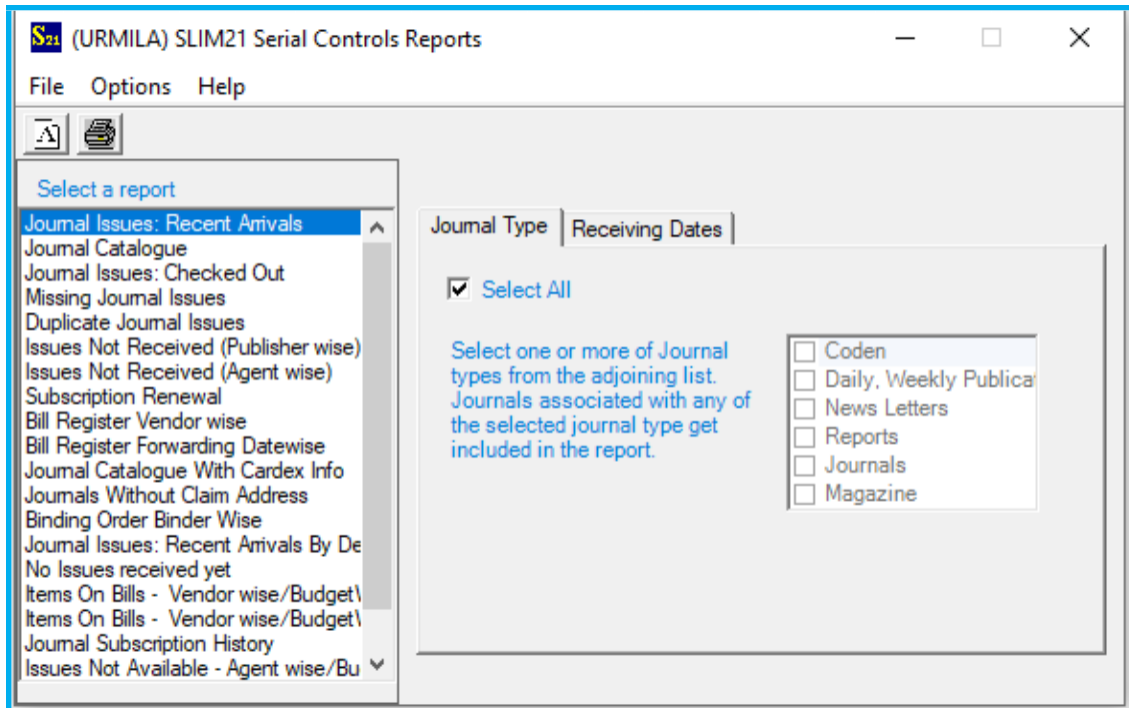 S21 (URMILA) SLIM21 Serial Controls Reports
File Options Help
A
Select a report
Journal Issues: Recent Arrivals
Journal Catalogue
Journal Issues: Checked Out
Missing Journal Issues
Duplicate Journal Issues
Issues Not Received (Publisher wise)
Issues Not Received (Agent wise)
Subscription Renewal
Bill Register Vendor wise
Bill Register Forwarding Datewise
Journal Catalogue With Cardex Info
Journals Without Claim Address
Binding Order Binder Wise
Journal Issues: Recent Arrivals By De
No Issues received yet
Items On Bills - Vendor wise/Budget\
Items On Bills - Vendor wise/Budget\
Journal Subscription History
Issues Not Available - Agent wise/Bu
Journal Type Receiving Dates
Select All
Select one or more of Journal
types from the adjoining list.
Journals associated with any of
the selected journal type get
included in the report.
Coden
Daily, Weekly Publicat
News Letters
Reports
Journals
Magazine